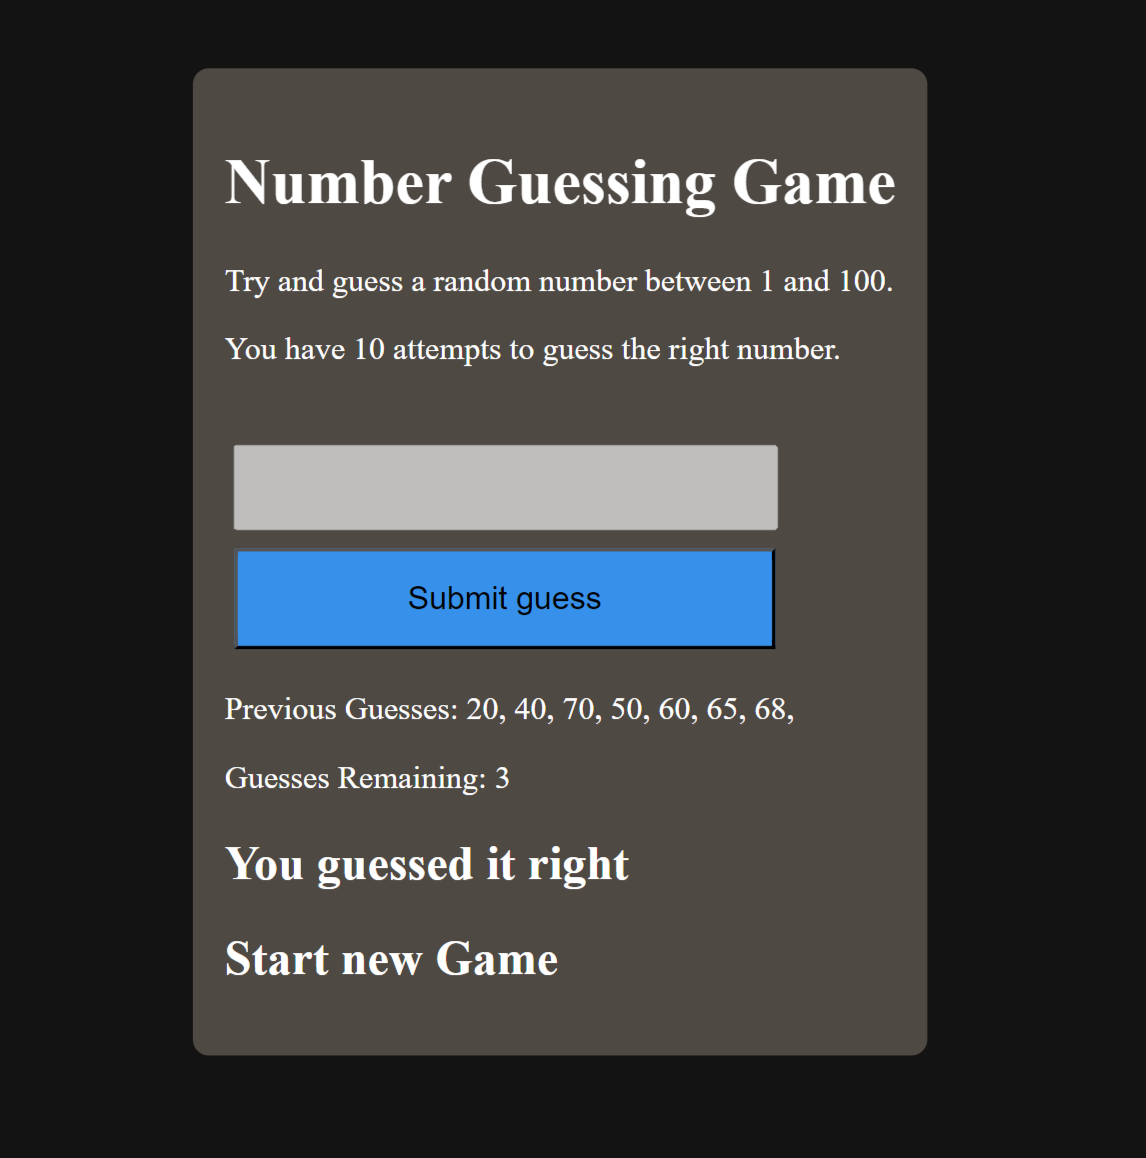 Number Guessing Game
Try and guess a random number between 1 and 100.
You have 10 attempts to guess the right number.
Submit guess
Previous Guesses: 20, 40, 70, 50, 60, 65, 68,
Guesses Remaining: 3
You guessed it right
Start new Game